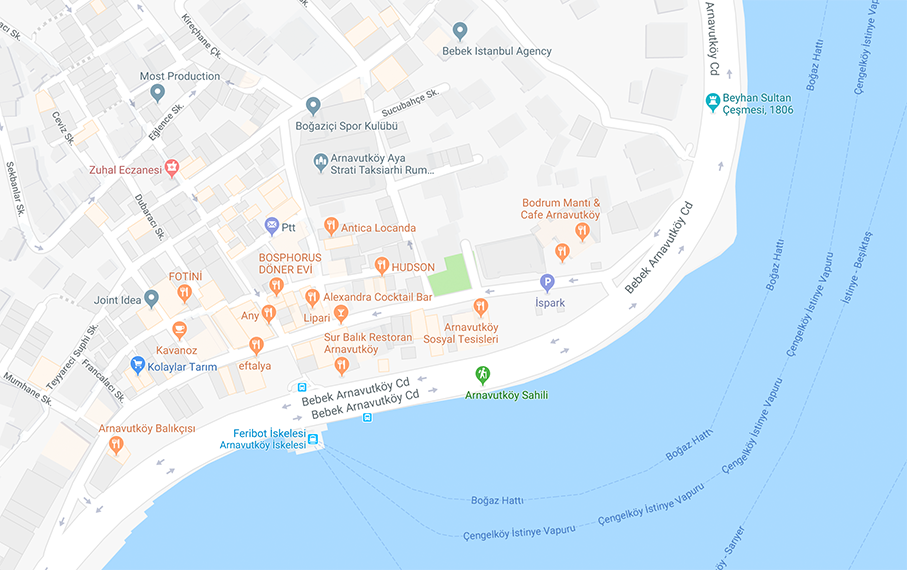 Kireçhane Çk.
Bebek Istanbul Agency
Arnavutköy Cd
Boğaz Hattı
Çengelköy İstinye Vapuru
Most Production
Sucubahçe Sk.
Beyhan Sultan
Çeşmesi, 1806
Ceviz Sk.
Eğlence Sk.
Boğaziçi Spor Kulübü
Zuhal Eczanesi
Arnavutköy Aya
Strati Taksiarhi Rum...
Sekbanlar Sk.
Dubaracı Sk.
Bodrum Mantı &
Cafe Arnavutköy
Ptt
Antica Locanda
Bebek Arnavutköy Cd
Boğaz Hattı
BOSPHORUS
DÖNER EVİ
HUDSON
FOTİNİ
Joint Idea
Alexandra Cocktail Bar
P
İspark
Çengelköy İstinye Vapuru
İstinye - Beşiktaş
Any
Lipari
Arnavutköy
Sosyal Tesisleri
Teyyareci Suphi Sk.
Kavanoz
Sur Balık Restoran
Arnavutköy
eftalya
Kolaylar Tarım
Francalacı Sk.
Mumhane Sk.
Bebek Arnavutköy Cd
Bebek Arnavutköy Cd
Arnavutköy Sahili
Arnavutköy Balıkçısı
Feribot İskelesi
Arnavutköy İskelesi
Boğaz Hattı
Çengelköy İstinye Vapuru
Boğaz Hattı
Çengelköy İstinye Vapuru
Çengelköy İstinye Vapuru
Sarıyer